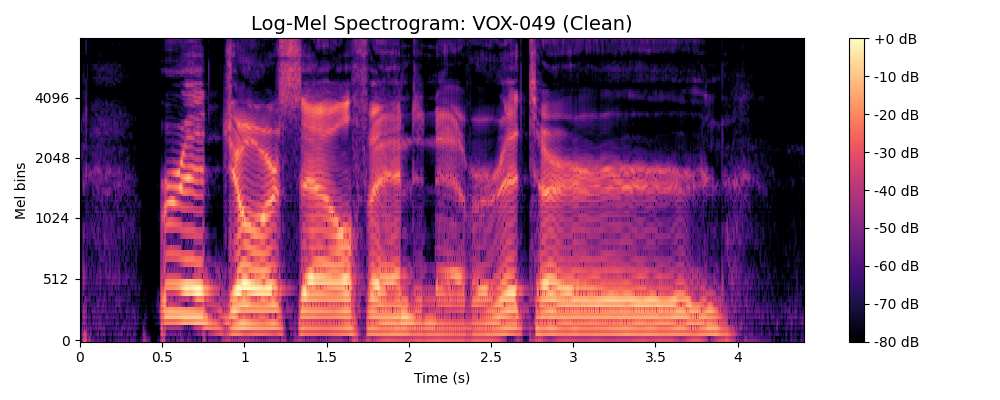 Log-Mel Spectrogram: VOX-049 (Clean)
+0 dB
-10 dB
-20 dB
-30 dB
-40 dB
-50 dB
-60 dB
-70 dB
-80 dB
Mel bins
4096
2048
1024
512
0
0 0.5 1 1.5 2 2.5 3 3.5 4
Time (s)